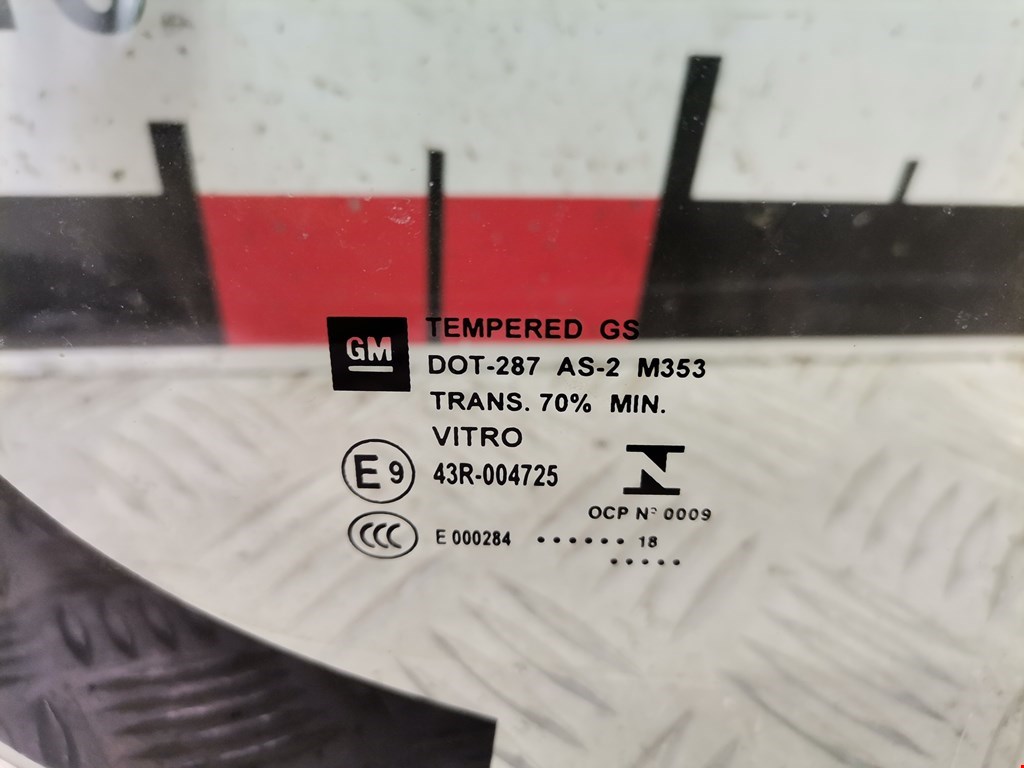 GM
TEMPERED GS
DOT-287 AS-2 M353
TRANS. 70% MIN.
VITRO
E9 43R-004725
OCP Nº 0009
CCC E 000284 ...... 18
.....